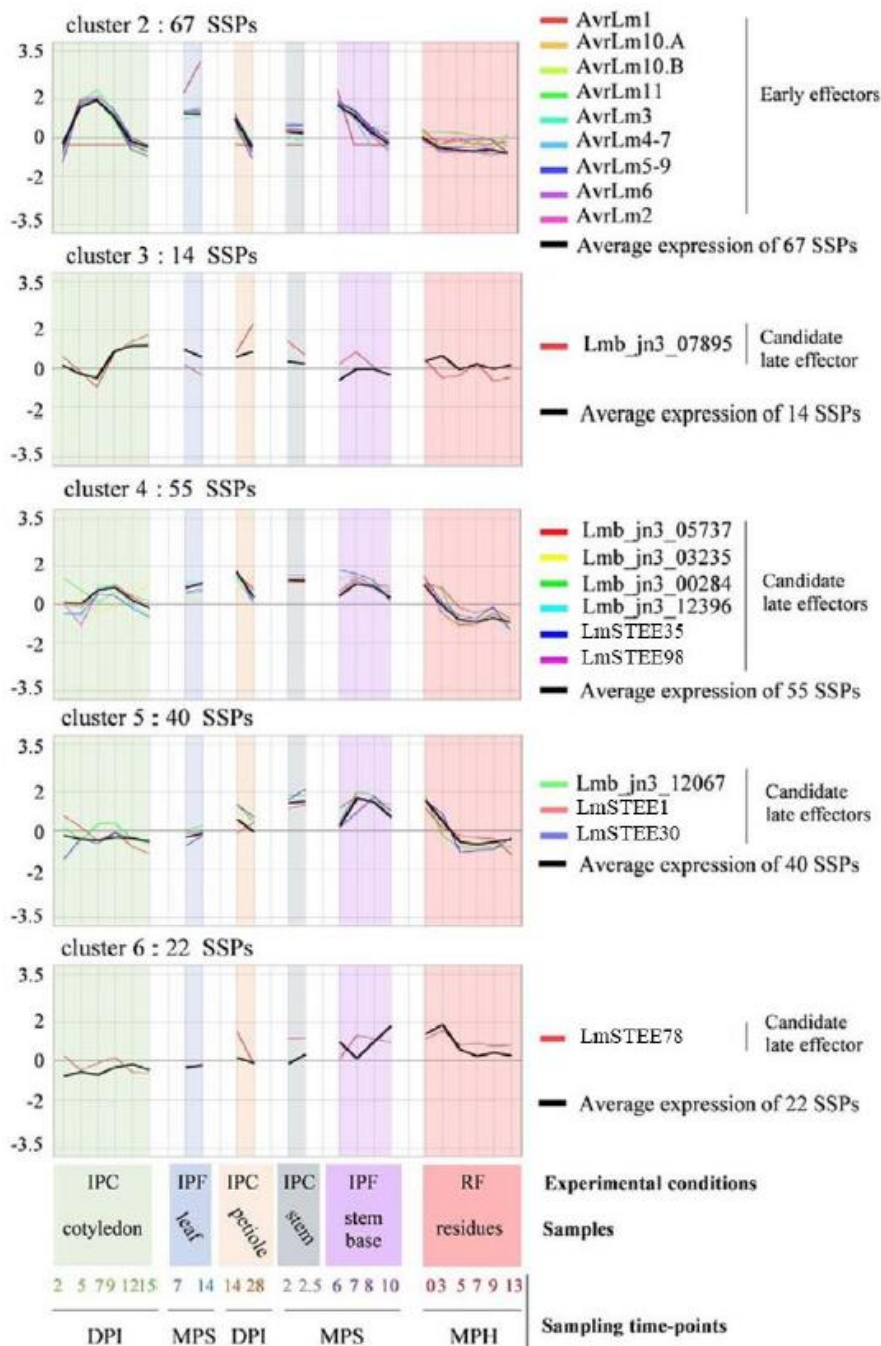 cluster 2 : 67 SSPs
3.5
2
0
-2
-3.5
AvrLm1
AvrLm10.A
AvrLm10.B
AvrLm11
AvrLm3
AvrLm4-7
AvrLm5-9
AvrLm6
AvrLm2
Early effectors
Average expression of 67 SSPs
cluster 3 : 14 SSPs
3.5
2
0
-2
-3.5
Lmb_jn3_07895
Candidate
late effector
Average expression of 14 SSPs
cluster 4 : 55 SSPs
3.5
2
0
-2
-3.5
Lmb_jn3_05737
Lmb_jn3_03235
Lmb_jn3_00284
Lmb_jn3_12396
LmSTEE35
LmSTEE98
Candidate
late effectors
Average expression of 55 SSPs
cluster 5 : 40 SSPs
3.5
2
0
-2
-3.5
Lmb_jn3_12067
LmSTEE1
LmSTEE30
Candidate
late effectors
Average expression of 40 SSPs
cluster 6 : 22 SSPs
3.5
2
0
-2
-3.5
LmSTEE78
Candidate
late effector
Average expression of 22 SSPs
IPC IPF IPC IPC IPF RF Experimental conditions
cotyledon leaf petiole stem stem base residues Samples
2 5 7 9 12 15 7 14 14 28 2 2.5 6 7 8 10 0 3 5 7 9 13
DPI MPS DPI MPS MPH Sampling time-points